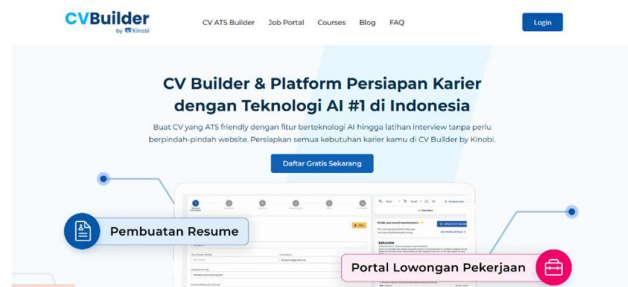 CVBuilder
by Kinobi
CV ATS Builder
Job Portal
Courses
Blog
FAQ
Login
CV Builder & Platform Persiapan Karier
dengan Teknologi AI #1 di Indonesia
Buat CV yang ATS friendly dengan fitur berteknologi AI hingga latihan interview tanpa perlu
berpindah-pindah website. Persiapkan semua kebutuhan karier kamu di CV Builder by Kinobi.
Daftar Gratis Sekarang
Pembuatan Resume
Portal Lowongan Pekerjaan